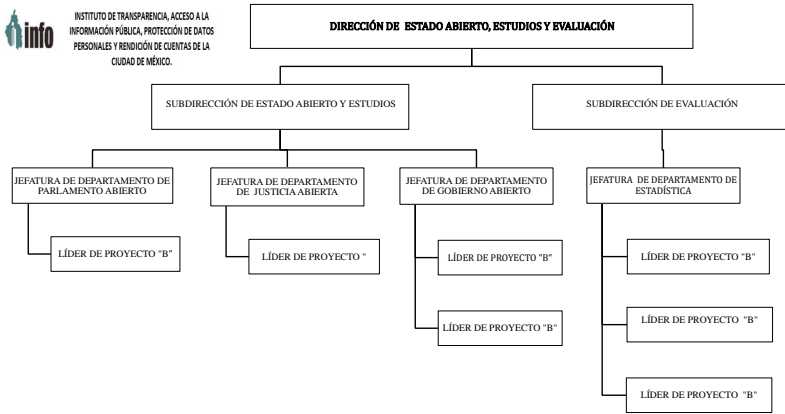 info
INSTITUTO DE TRANSPARENCIA, ACCESO A LA
INFORMACIÓN PÚBLICA, PROTECCIÓN DE DATOS
PERSONALES Y RENDICIÓN DE CUENTAS DE LA
CIUDAD DE MÉXICO.
DIRECCIÓN DE ESTADO ABIERTO, ESTUDIOS Y EVALUACIÓN
SUBDIRECCIÓN DE ESTADO ABIERTO Y ESTUDIOS
SUBDIRECCIÓN DE EVALUACIÓN
JEFATURA DE DEPARTAMENTO DE
PARLAMENTO ABIERTO
JEFATURA DE DEPARTAMENTO
DE JUSTICIA ABIERTA
JEFATURA DE DEPARTAMENTO
DE GOBIERNO ABIERTO
JEFATURA DE DEPARTAMENTO DE
ESTADÍSTICA
LÍDER DE PROYECTO "B"
LÍDER DE PROYECTO "
LÍDER DE PROYECTO "B"
LÍDER DE PROYECTO "B"
LÍDER DE PROYECTO "B"
LÍDER DE PROYECTO "B"
LÍDER DE PROYECTO "B"